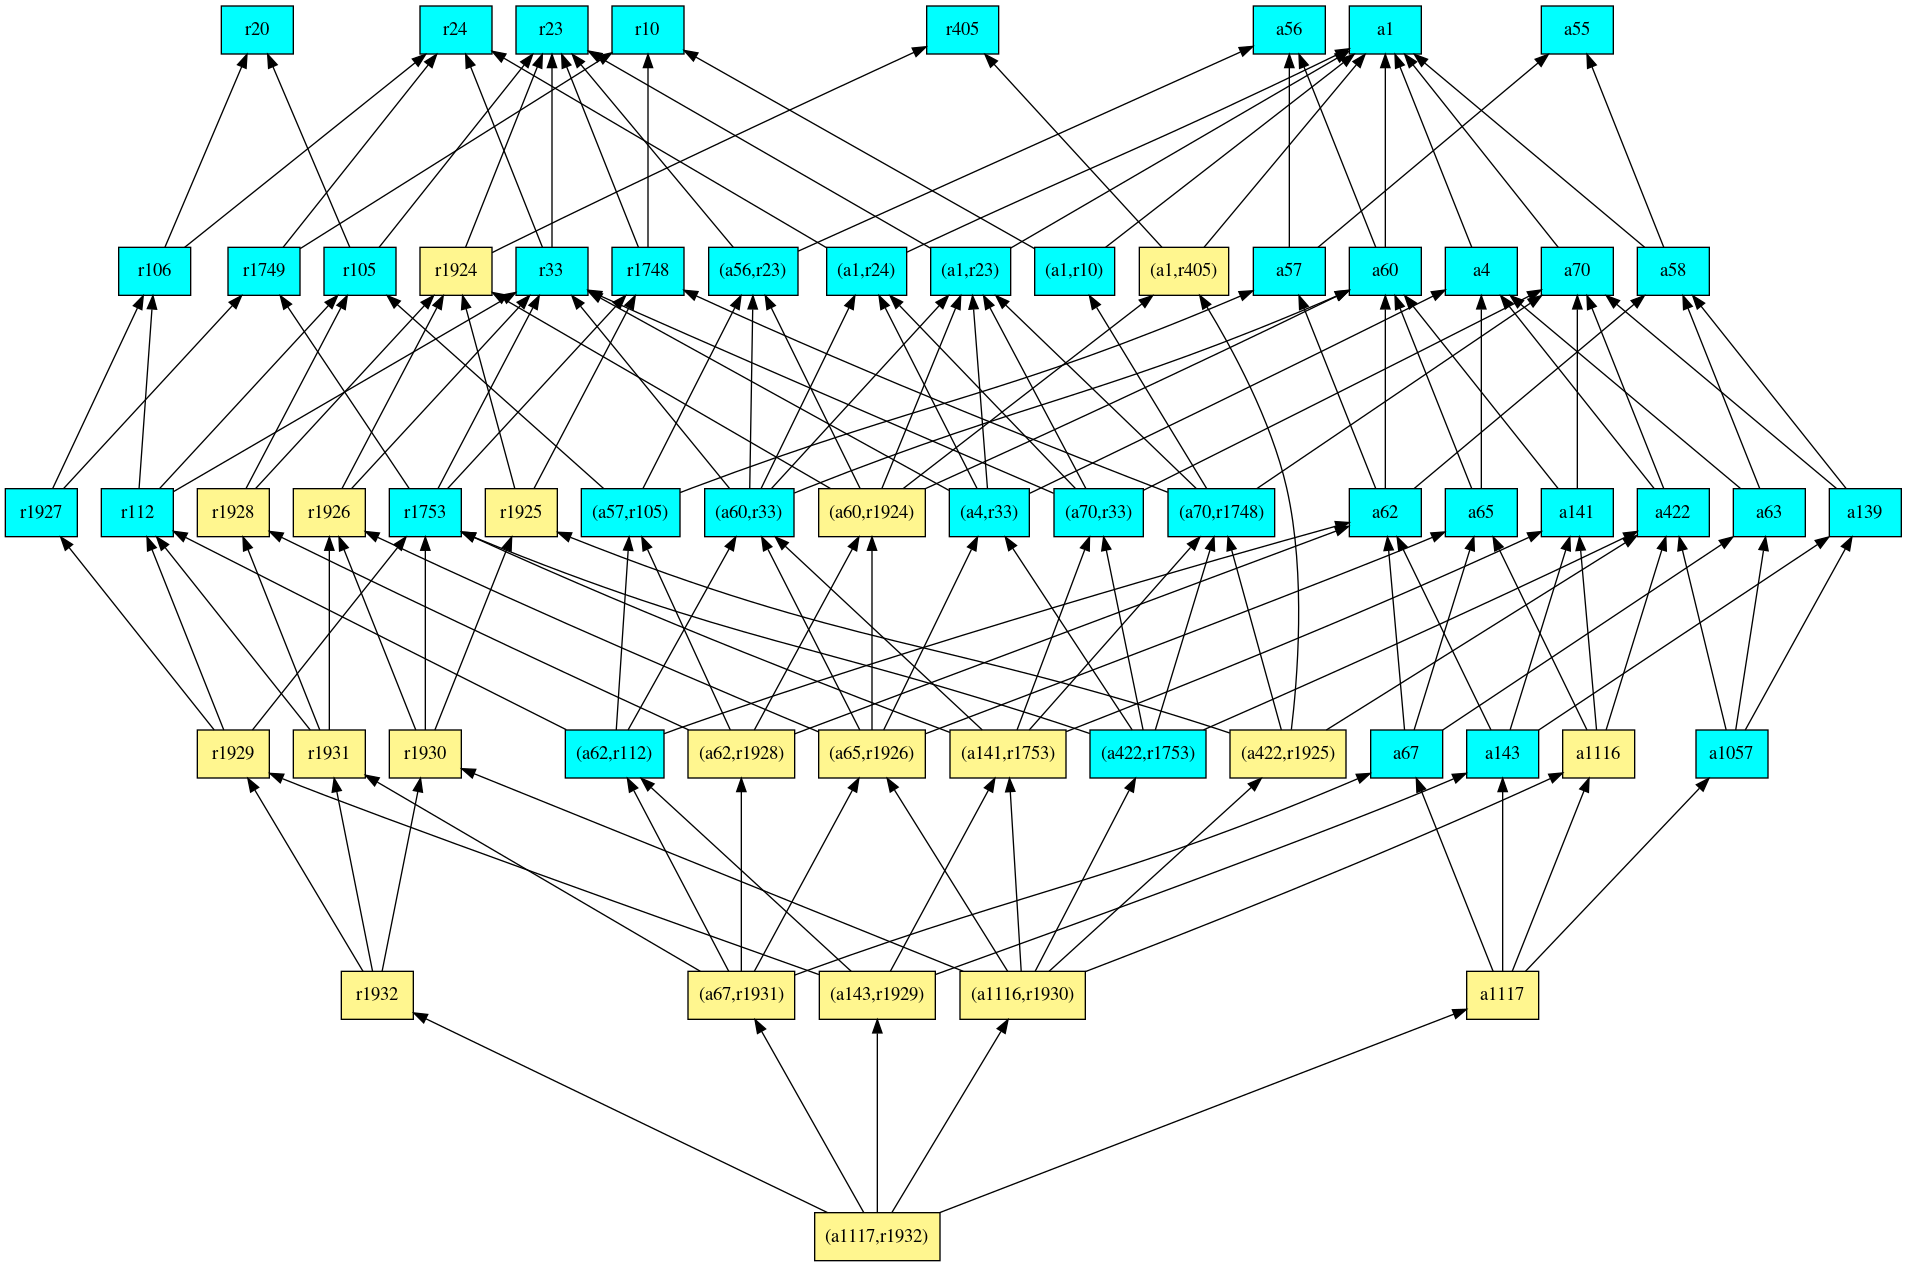 r20
r24
r23
r10
r405
a56
a1
a55
r106
r1749
r105
r1924
r33
r1748
(a56,r23)
(a1,r24)
(a1,r23)
(a1,r10)
(a1,r405)
a57
a60
a4
a70
a58
r1927
r112
r1928
r1926
r1753
r1925
(a57,r105)
(a60,r33)
(a60,r1924)
(a4,r33)
(a70,r33)
(a70,r1748)
a62
a65
a141
a422
a63
a139
r1929
r1931
r1930
(a62,r112)
(a62,r1928)
(a65,r1926)
(a141,r1753)
(a422,r1753)
(a422,r1925)
a67
a143
a1116
a1057
r1932
(a67,r1931)
(a143,r1929)
(a1116,r1930)
a1117
(a1117,r1932)